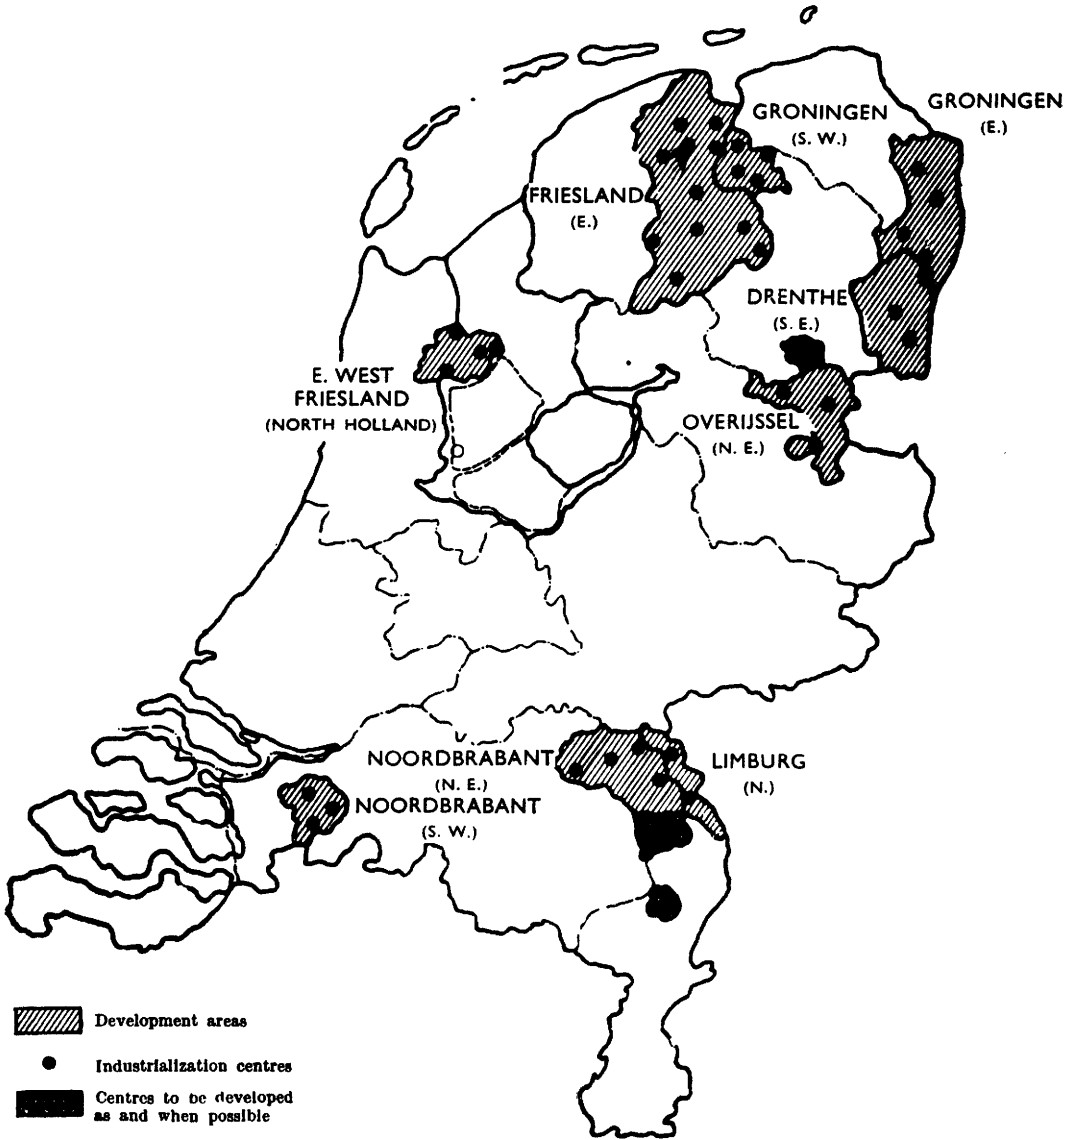 GRONINGEN
(E.)
GRONINGEN
(S. W.)
FRIESLAND
(E.)
DRENTHE
(S. E.)
E. WEST
FRIESLAND
(NORTH HOLLAND)
OVERIJSSEL
(N. E.)
NOORDBRABANT
(N. E.)
NOORDBRABANT
(S. W.)
LIMBURG
(N.)
Development areas
Industrialization centres
Centres to be developed
as and when possible